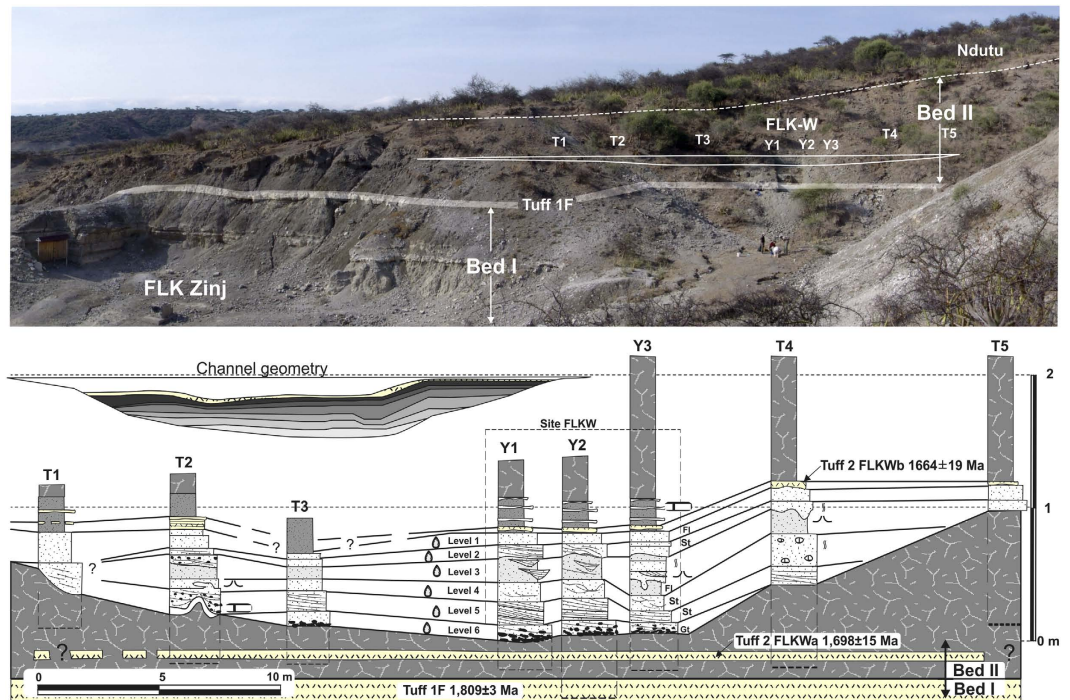 Ndutu
Bed II
FLK-W
T1 T2 T3 Y1 Y2 Y3 T4 T5
Tuff 1F
Bed I
FLK Zinj
Channel geometry
Y3
T4
T5
2
Site FLKW
Y1
Y2
T1
T2
T3
Tuff 2 FLKWb 1664±19 Ma
1
?
?
?
Level 1
Level 2
Level 3
Level 4
Level 5
Level 6
Fl
St
Fl
St
St
Gt
0 m
Tuff 2 FLKWa 1,698±15 Ma
?
?
Bed II
Bed I
0 5 10 m
Tuff 1F 1,809±3 Ma